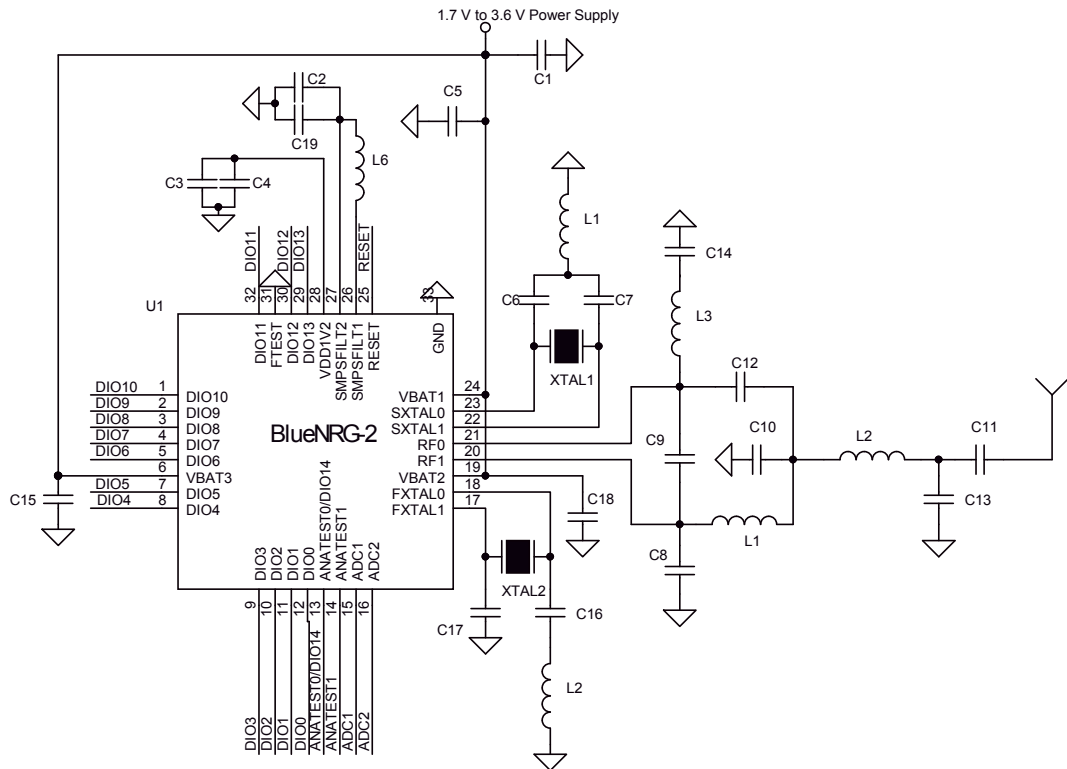 1.7 V to 3.6 V Power Supply
C1
C2
C5
C19
L6
C3
C4
L1
C14
DIO11
DIO12
DIO13
RESET
C6
C7
L3
32
31
30
29
28
27
26
25
33
U1
DIO11
FTEST
DIO12
DIO13
VDD1V2
SMPSFILT2
SMPSFILT1
RESET
GND
XTAL1
C12
DIO10 1 DIO10
DIO9 2 DIO9
DIO8 3 DIO8
DIO7 4 DIO7
DIO6 5 DIO6
6 VBAT3
DIO5 7 DIO5
DIO4 8 DIO4
BlueNRG-2
VBAT1 24
SXTAL0 23
SXTAL1 22
RF0 21
RF1 20
VBAT2 19
FXTAL0 18
FXTAL1 17
C9
C10
L2
C11
C15
C18
C13
L1
C8
DIO3
DIO2
DIO1
DIO0
ANATEST0/DIO14
ANATEST1
ADC1
ADC2
XTAL2
9
10
11
12
13
14
15
16
C17
C16
L2
DIO3
DIO2
DIO1
DIO0
ANATEST0/DIO14
ANATEST1
ADC1
ADC2